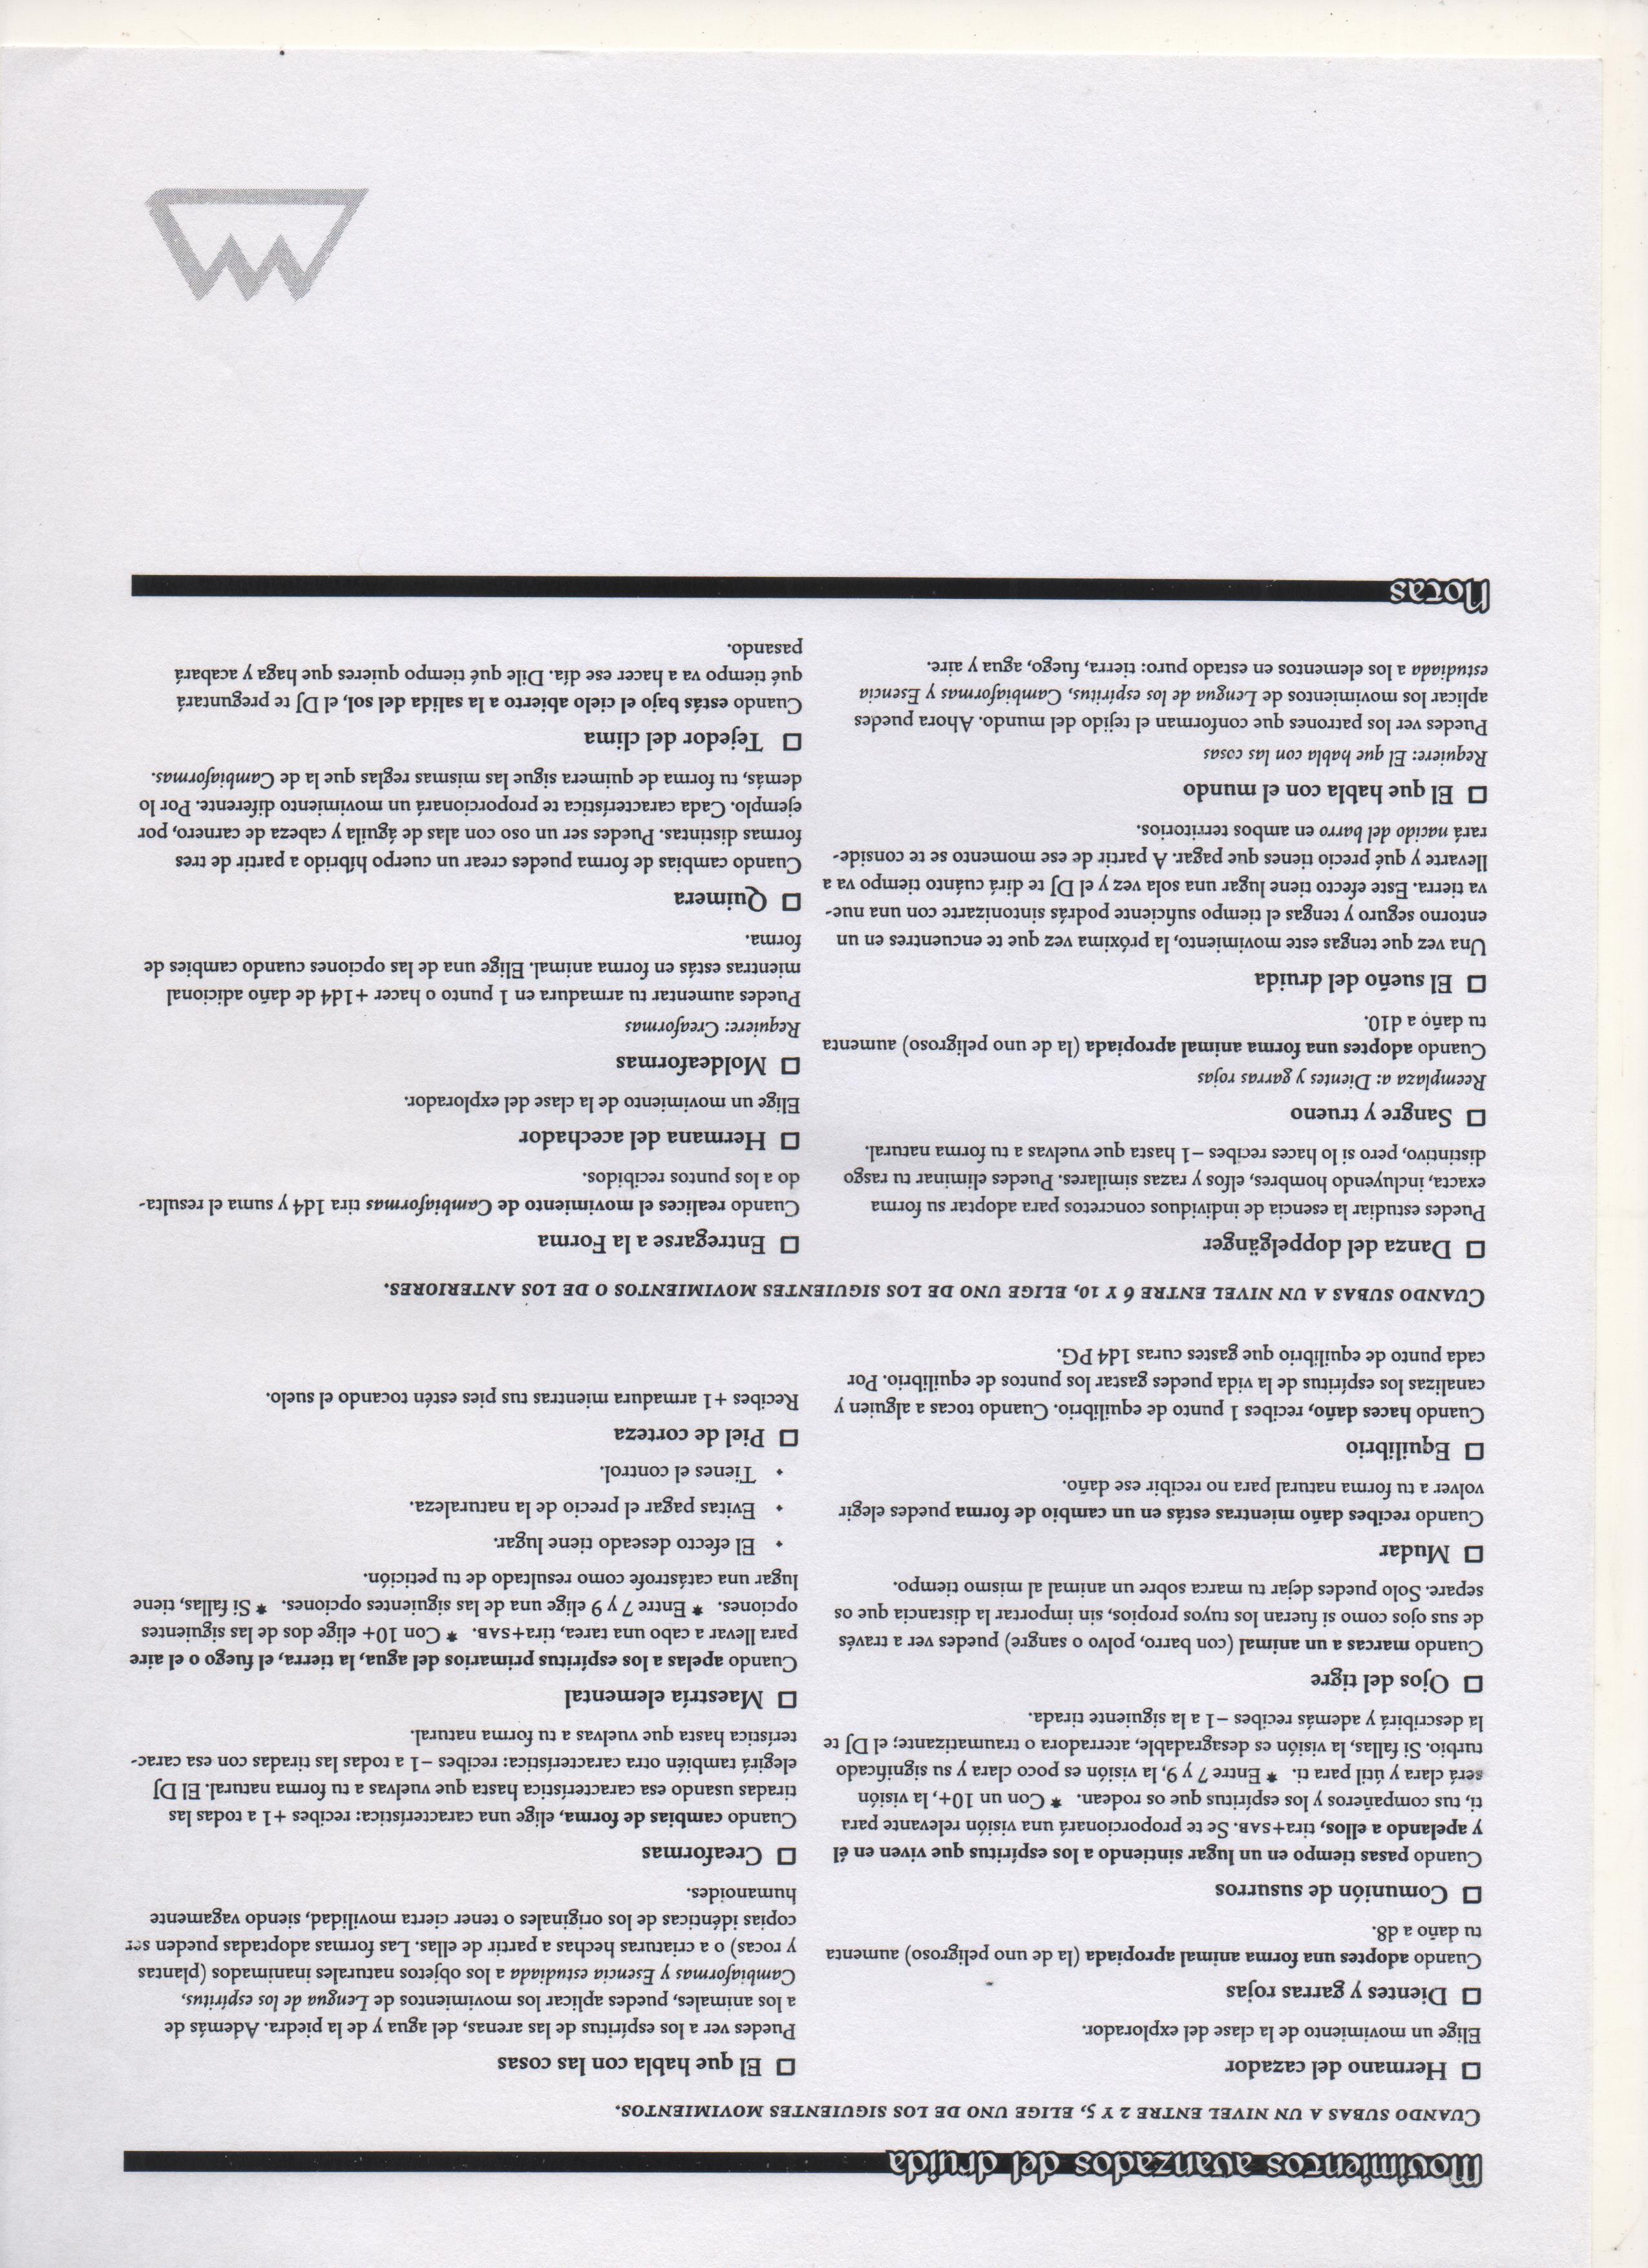 Movimientos avanzados del druida
Cuando subas a un nivel entre 2 y 5, elige uno de los siguientes movimientos.
Hermano del cazador
Elige un movimiento de la clase del explorador.
Dientes y garras rojas
Cuando adoptes una forma animal apropiada (la de uno peligroso) aumenta
tu daño a d8.
Comunión de susurros
Cuando pasas tiempo en un lugar sintiendo a los espíritus que viven en él
y apelando a ellos, tira+SAB. Se te proporcionará una visión relevante para
ti, tus compañeros y los espíritus que os rodean. * Con un 10+, la visión
será clara y útil para ti. * Entre 7 y 9, la visión es poco clara y su significado
turbio. Si fallas, la visión es desagradable, aterradora o traumatizante; el DJ te
la describirá y además recibes −1 a la siguiente tirada.
Ojos del tigre
Cuando marcas a un animal (con barro, polvo o sangre) puedes ver a través
de sus ojos como si fueran los tuyos propios, sin importar la distancia que os
separe. Solo puedes dejar tu marca sobre un animal al mismo tiempo.
Mudar
Cuando recibes daño mientras estás en un cambio de forma puedes elegir
volver a tu forma natural para no recibir ese daño.
Equilibrio
Cuando haces daño, recibes 1 punto de equilibrio. Cuando tocas a alguien y
canalizas los espíritus de la vida puedes gastar los puntos de equilibrio. Por
cada punto de equilibrio que gastes curas 1d4 PG.
El que habla con las cosas
Puedes ver a los espíritus de las arenas, del agua y de la piedra. Además de
a los animales, puedes aplicar los movimientos de Lengua de los espíritus,
Cambiaformas y Esencia estudiada a los objetos naturales inanimados (plantas
y rocas) o a criaturas hechas a partir de ellas. Las formas adoptadas pueden ser
copias idénticas de los originales o tener cierta movilidad, siendo vagamente
humanoides.
Creaformas
Cuando cambias de forma, elige una característica: recibes +1 a todas las
tiradas usando esa característica hasta que vuelvas a tu forma natural. El DJ
elegirá también otra característica: recibes −1 a todas las tiradas con esa carac-
terística hasta que vuelvas a tu forma natural.
Maestría elemental
Cuando apelas a los espíritus primarios del agua, la tierra, el fuego o el aire
para llevar a cabo una tarea, tira+SAB. * Con 10+ elige dos de las siguientes
opciones. * Entre 7 y 9 elige una de las siguientes opciones. * Si fallas, tiene
lugar una catástrofe como resultado de tu petición.
• El efecto deseado tiene lugar.
• Evitas pagar el precio de la naturaleza.
• Tienes el control.
Piel de corteza
Recibes +1 armadura mientras tus pies estén tocando el suelo.
Cuando subas a un nivel entre 6 y 10, elige uno de los siguientes movimientos o de los anteriores.
Danza del doppelgänger
Puedes estudiar la esencia de individuos concretos para adoptar su forma
exacta, incluyendo hombres, elfos y razas similares. Puedes eliminar tu rasgo
distintivo, pero si lo haces recibes −1 hasta que vuelvas a tu forma natural.
Sangre y trueno
Reemplaza a: Dientes y garras rojas
Cuando adoptes una forma animal apropiada (la de uno peligroso) aumenta
tu daño a d10.
El sueño del druida
Una vez que tengas este movimiento, la próxima vez que te encuentres en un
entorno seguro y tengas el tiempo suficiente podrás sintonizarte con una nue-
va tierra. Este efecto tiene lugar una sola vez y el DJ te dirá cuánto tiempo va a
llevarte y qué precio tienes que pagar. A partir de ese momento se te conside-
rará nacido del barro en ambos territorios.
El que habla con el mundo
Requiere: El que habla con las cosas
Puedes ver los patrones que conforman el tejido del mundo. Ahora puedes
aplicar los movimientos de Lengua de los espíritus, Cambiaformas y Esencia
estudiada a los elementos en estado puro: tierra, fuego, agua y aire.
Entregarse a la Forma
Cuando realices el movimiento de Cambiaformas tira 1d4 y suma el resulta-
do a los puntos recibidos.
Hermana del acechador
Elige un movimiento de la clase del explorador.
Moldeaformas
Requiere: Creaformas
Puedes aumentar tu armadura en 1 punto o hacer +1d4 de daño adicional
mientras estás en forma animal. Elige una de las opciones cuando cambies de
forma.
Quimera
Cuando cambias de forma puedes crear un cuerpo híbrido a partir de tres
formas distintas. Puedes ser un oso con alas de águila y cabeza de carnero, por
ejemplo. Cada característica te proporcionará un movimiento diferente. Por lo
demás, tu forma de quimera sigue las mismas reglas que la de Cambiaformas.
Tejedor del clima
Cuando estás bajo el cielo abierto a la salida del sol, el DJ te preguntará
qué tiempo va a hacer ese día. Dile qué tiempo quieres que haga y acabará
pasando.
Notas